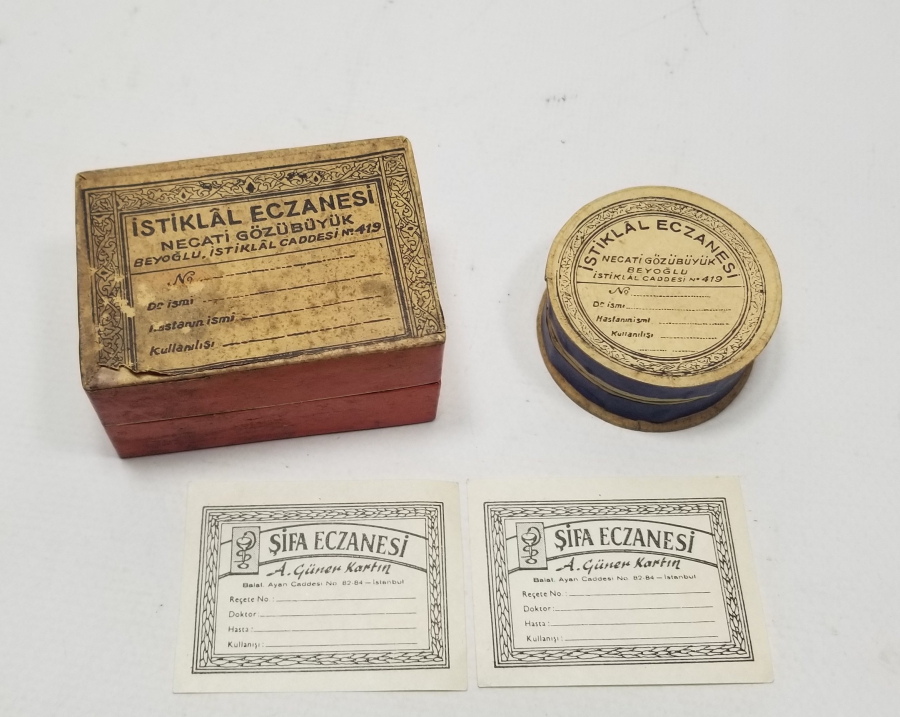 İSTİKLÂL ECZANESİ
NECATİ GÖZÜBÜYÜK
BEYOĞLU, İSTİKLÂL CADDESİ No 419
No
Dr ismi
Hastanın ismi
Kullanılışı
İSTİKLÂL ECZANESİ
NECATİ GÖZÜBÜYÜK
BEYOĞLU
İSTİKLÂL CADDESİ No 419
No
Dr ismi
Hastanın ismi
Kullanılışı
ŞİFA ECZANESİ
A. Güner Kartın
Balat. Ayan Caddesi No. 82-84 — İstanbul
Reçete No. :
Doktor :
Hasta :
Kullanışı :
ŞİFA ECZANESİ
A. Güner Kartın
Balat. Ayan Caddesi No. 82-84 — İstanbul
Reçete No. :
Doktor :
Hasta :
Kullanışı :